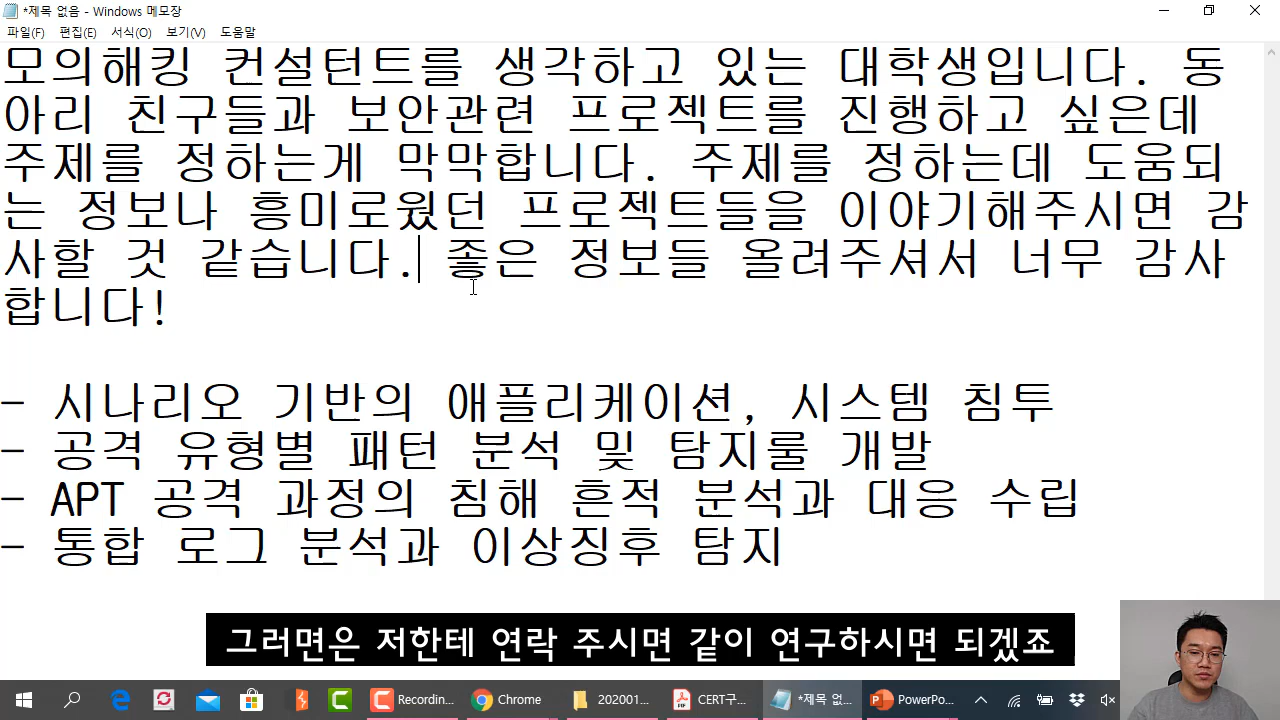 *제목 없음 - Windows 메모장
파일(F) 편집(E) 서식(O) 보기(V) 도움말
모의해킹 컨설턴트를 생각하고 있는 대학생입니다. 동
아리 친구들과 보안관련 프로젝트를 진행하고 싶은데
주제를 정하는게 막막합니다. 주제를 정하는데 도움되
는 정보나 흥미로웠던 프로젝트들을 이야기해주시면 감
사할 것 같습니다. 좋은 정보들 올려주셔서 너무 감사
합니다!
- 시나리오 기반의 애플리케이션, 시스템 침투
- 공격 유형별 패턴 분석 및 탐지룰 개발
- APT 공격 과정의 침해 흔적 분석과 대응 수립
- 통합 로그 분석과 이상징후 탐지
그러면은 저한테 연락 주시면 같이 연구하시면 되겠죠
Recordin... Chrome 202001... CERT구... *제목 없... PowerPo...